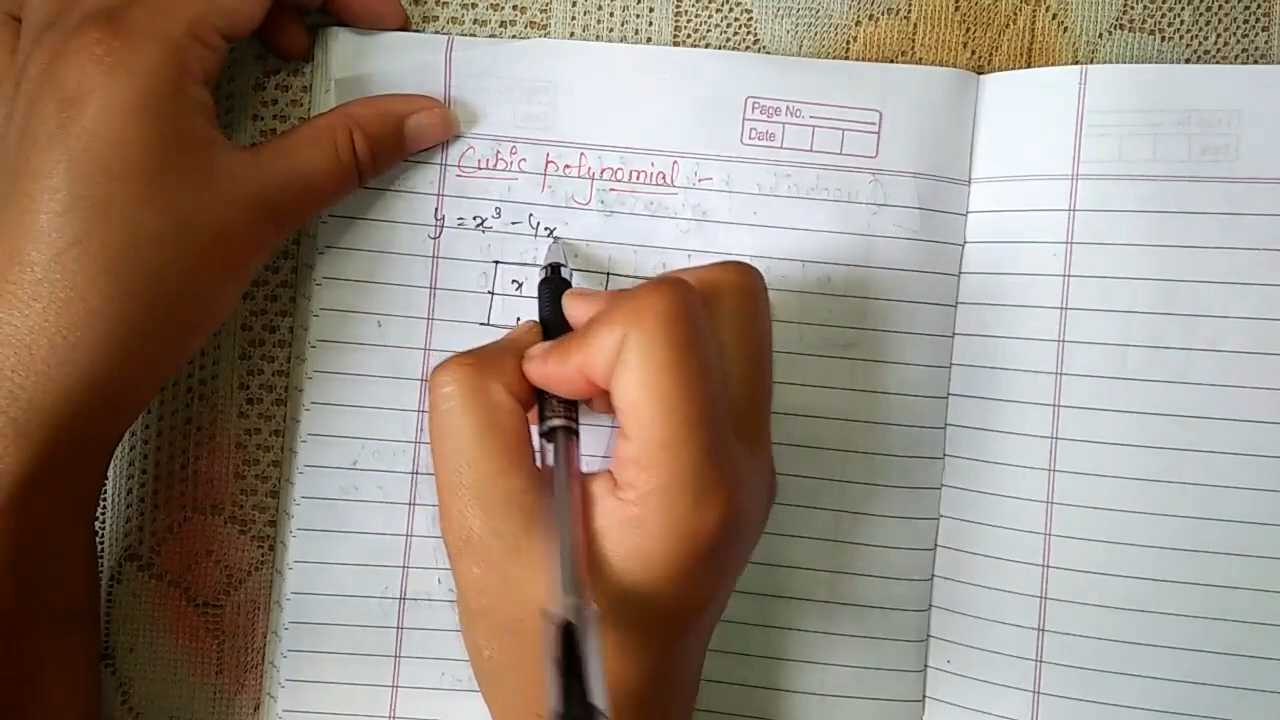 Page No.
Date
Cubic polynomial :-
y = x³ - 4x
x